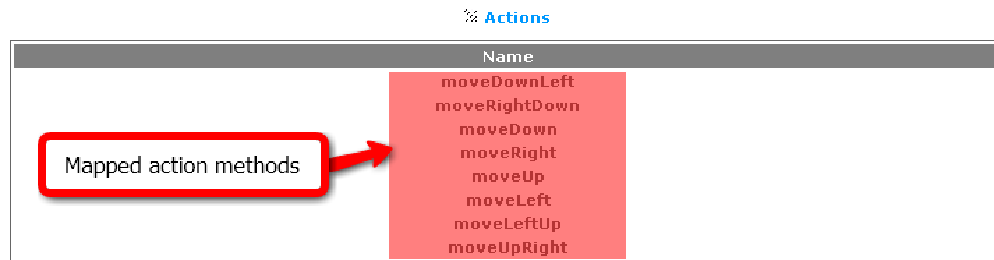 Actions
Name
moveDownLeft
moveRightDown
moveDown
Mapped action methods
moveRight
moveUp
moveLeft
moveLeftUp
moveUpRight